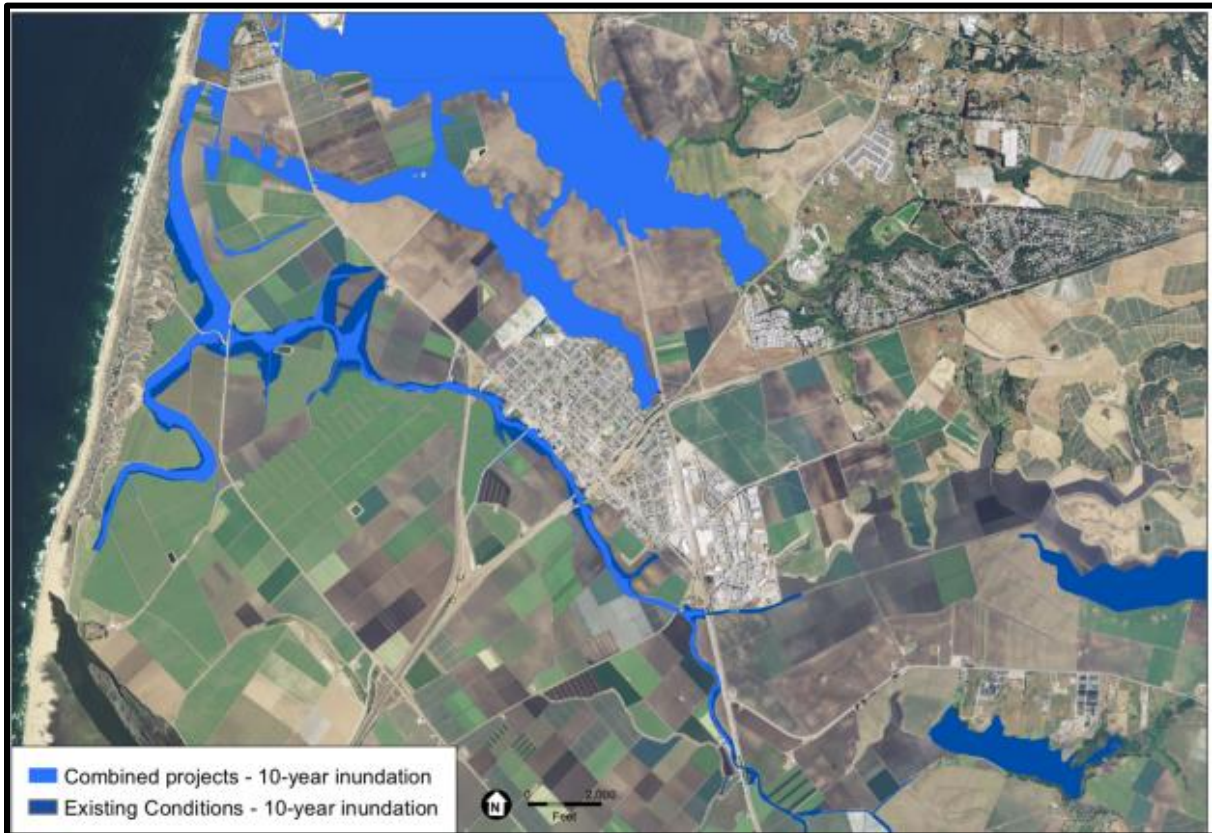 Combined projects - 10-year inundation
Existing Conditions - 10-year inundation
N
0 2,000
Feet